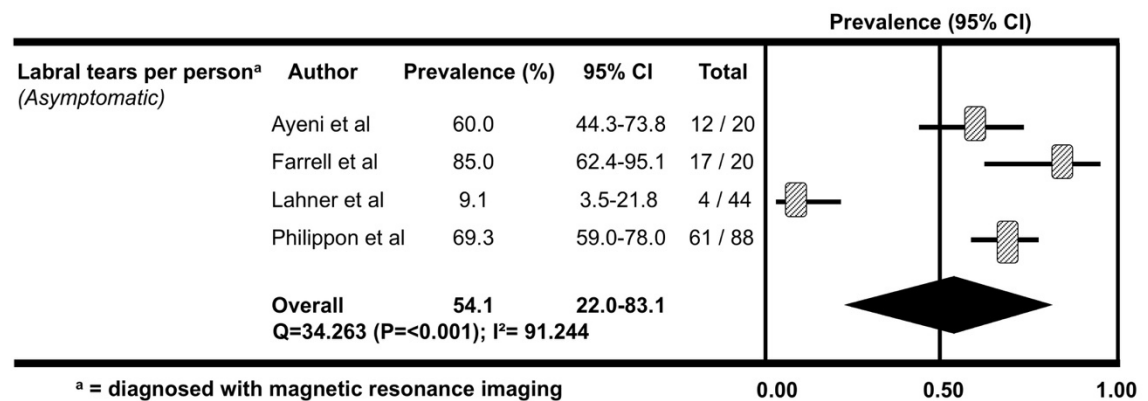 Prevalence (95% CI)
Labral tears per personᵃ Author Prevalence (%) 95% CI Total
(Asymptomatic)
Ayeni et al 60.0 44.3-73.8 12 / 20
Farrell et al 85.0 62.4-95.1 17 / 20
Lahner et al 9.1 3.5-21.8 4 / 44
Philippon et al 69.3 59.0-78.0 61 / 88
Overall 54.1 22.0-83.1
Q=34.263 (P=<0.001); I²= 91.244
ᵃ = diagnosed with magnetic resonance imaging 0.00 0.50 1.00